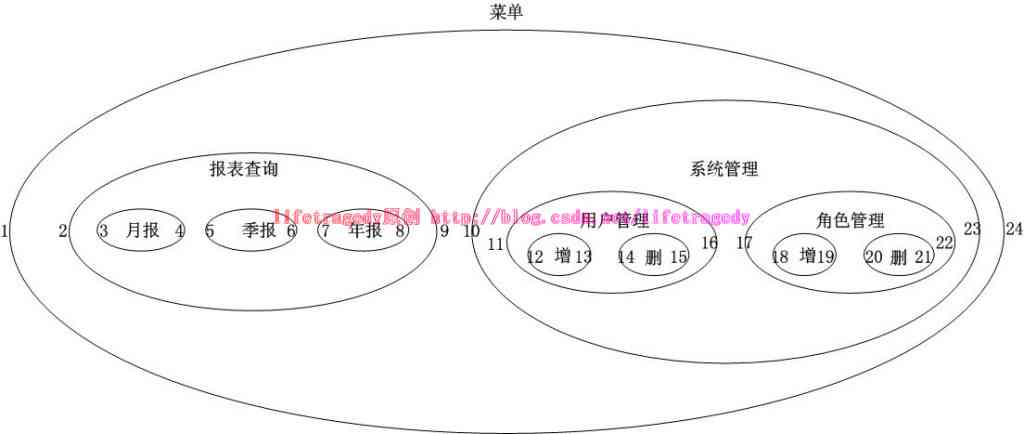 菜单
报表查询
系统管理
lifetragedy原创 http://blog.csdn.net/lifetragedy
用户管理
角色管理
1 2 3 月报 4 5 季报 6 7 年报 8 9 10 11 16 17 22 23 24
12 增 13 14 删 15 18 增 19 20 删 21